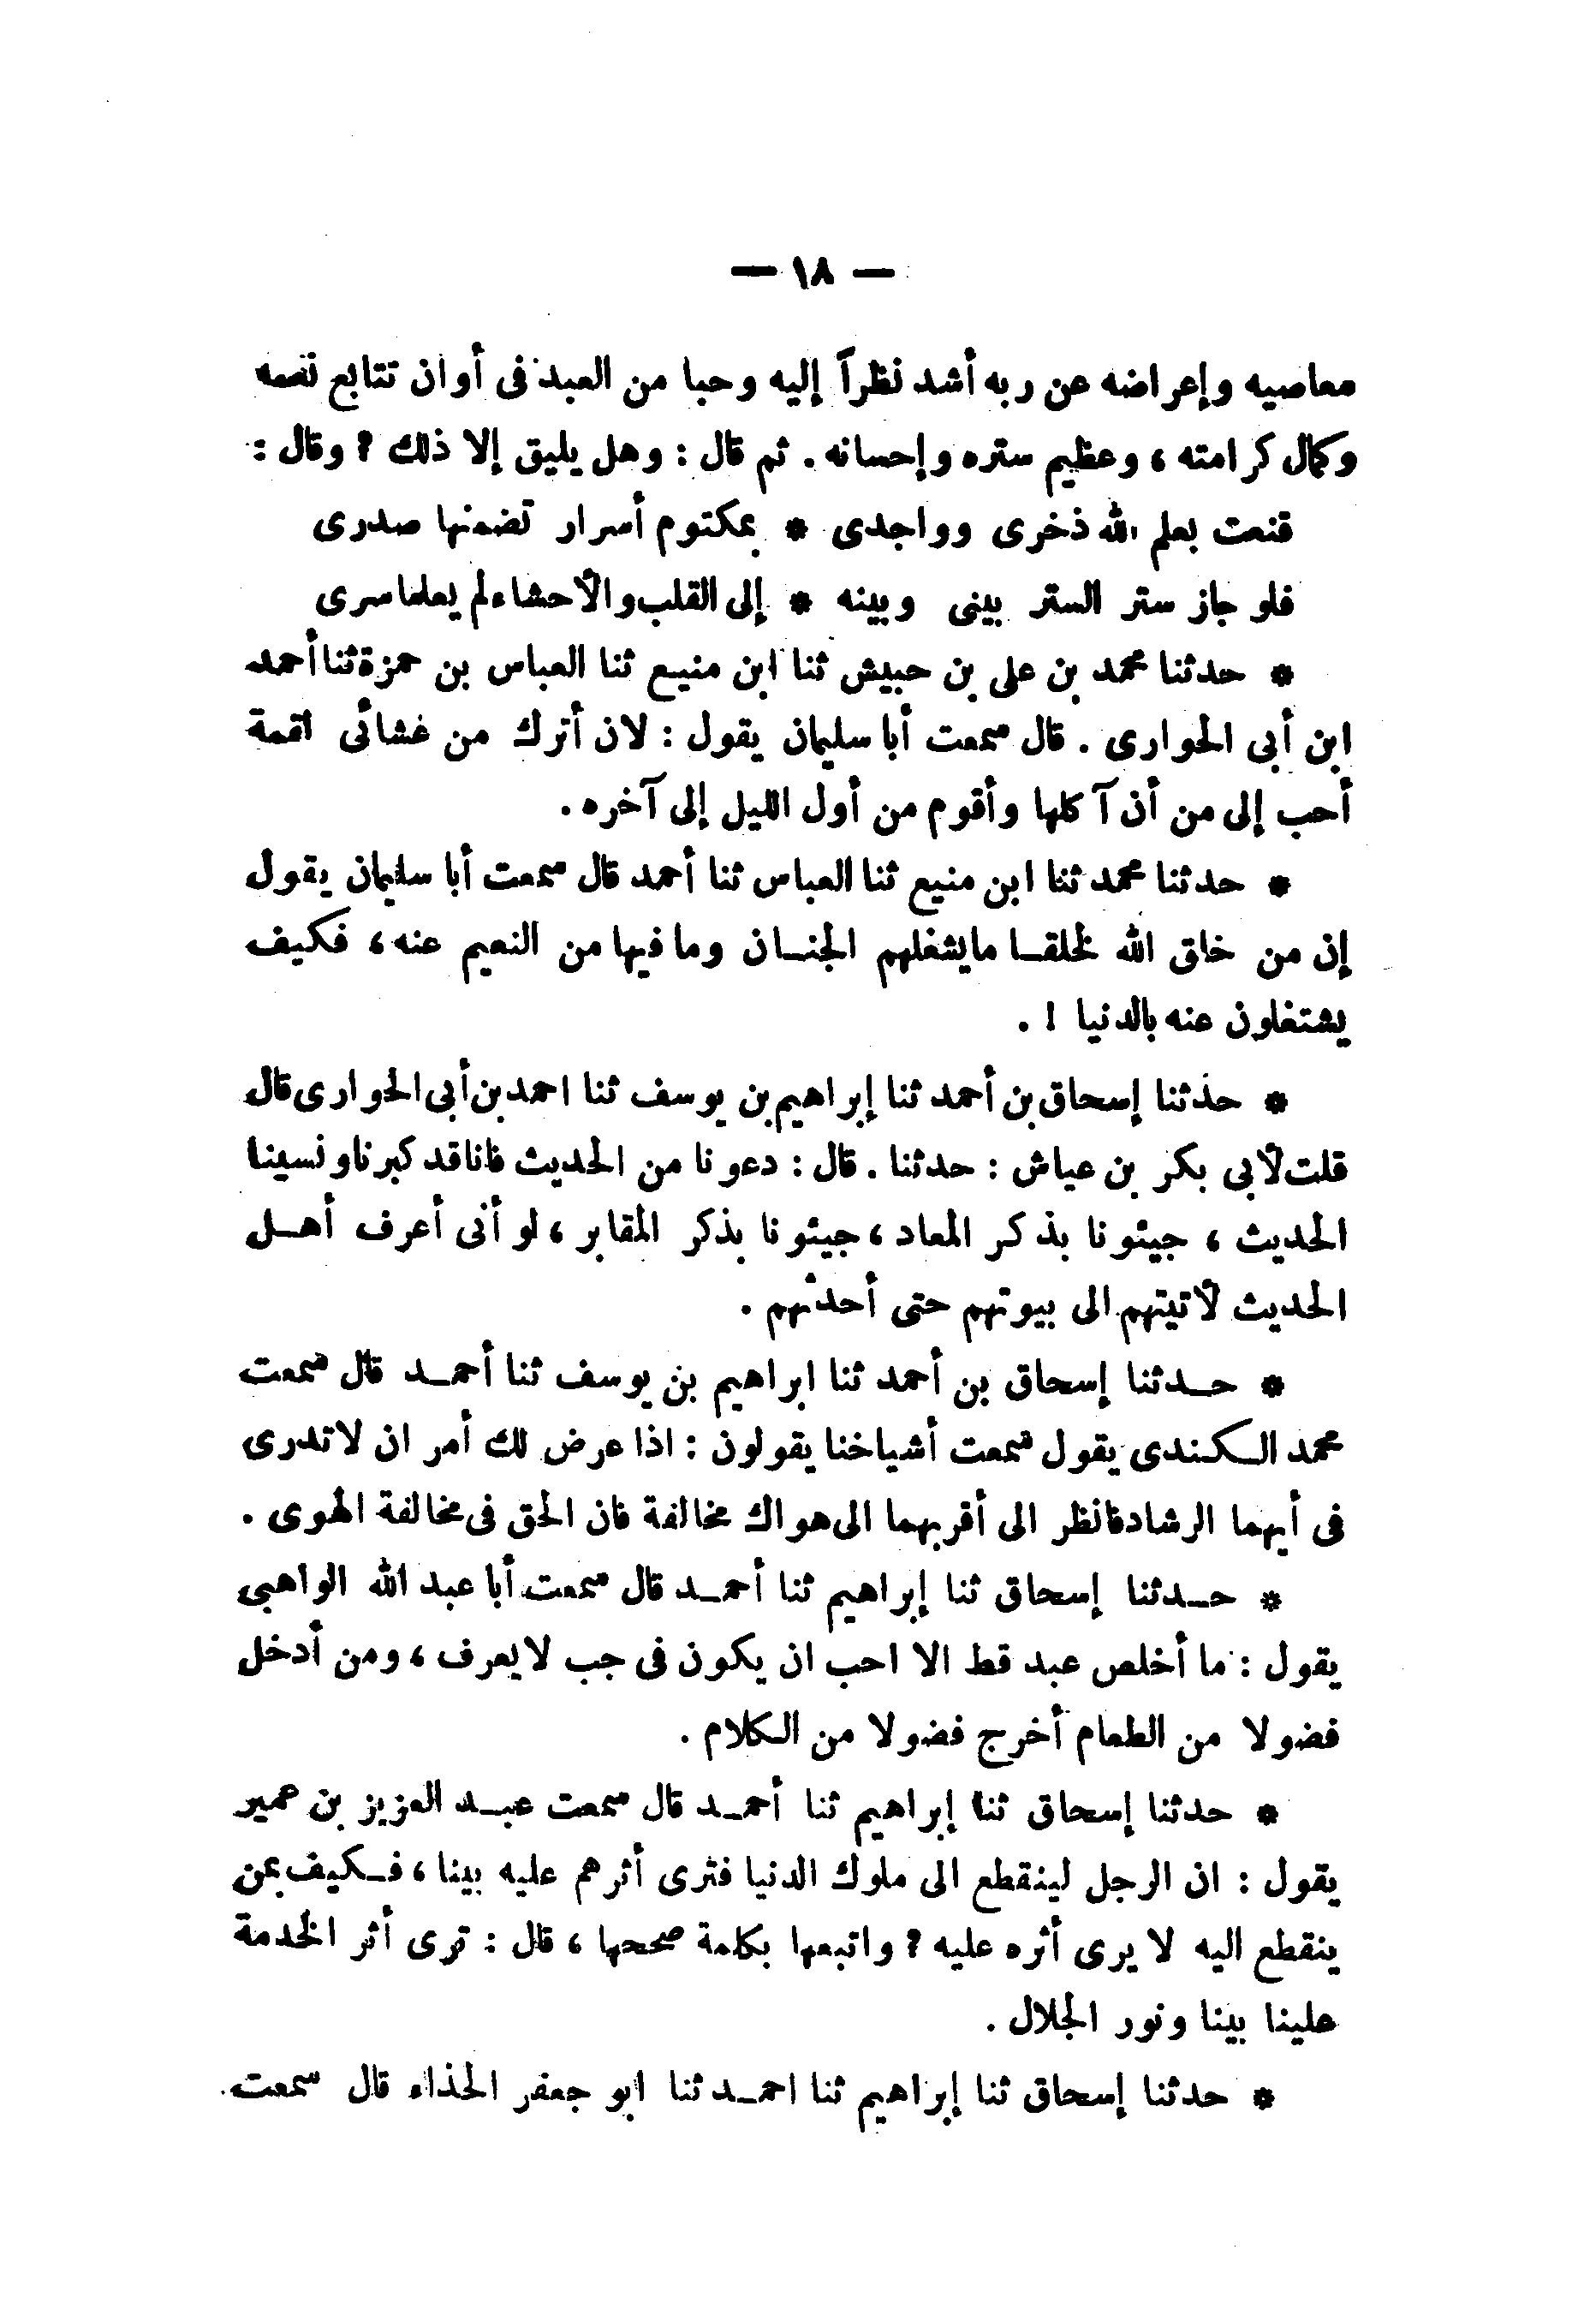 — ١٨ —
معاصيه وإعراضه عن ربه أشد نظراً إليه وحبا من العبد فى أوان تتابع نعمه
وكمال كرامته ، وعظيم ستره وإحسانه . ثم قال : وهل يليق إلا ذلك ؟ وقال :
قنعت بعلم الله ذخرى وواجدى * بمكتوم أسرار تضمنها صدرى
فلو جاز ستر الستر بينى وبينه * إلى القلب والأحشاء لم يعلما سرى
* حدثنا محمد بن على بن حبيش ثنا ابن منيع ثنا العباس بن حمزة ثنا أحمد
ابن أبى الحوارى . قال سمعت أبا سليمان يقول : لان أترك من غشائى لقمة
أحب إلى من أن آكلها وأقوم من أول الليل إلى آخره .
* حدثنا محمد ثنا ابن منيع ثنا العباس ثنا أحمد قال سمعت أبا سليمان يقول
إن من خلق الله لخلقا ما يشغلهم الجنان وما فيها من النعيم عنه ، فكيف
يشتغلون عنه بالدنيا ! .
* حدثنا إسحاق بن أحمد ثنا إبراهيم بن يوسف ثنا احمد بن أبى الحوارى قال
قلت لأبى بكر بن عياش : حدثنا . قال : دعونا من الحديث فانا قد كبرنا ونسينا
الحديث ، جيئونا بذكر المعاد ، جيئونا بذكر المقابر ، لو أنى أعرف أهل
الحديث لأتيتهم الى بيوتهم حتى أحدثهم .
* حدثنا إسحاق بن أحمد ثنا ابراهيم بن يوسف ثنا أحمد قال سمعت
محمد الكندى يقول سمعت أشياخنا يقولون : اذا عرض لك أمر ان لا تدرى
فى أيهما الرشاد فانظر الى أقربهما الى هواك مخالفة فان الحق فى مخالفة الهوى .
* حدثنا إسحاق ثنا إبراهيم ثنا أحمد قال سمعت أبا عبد الله الواهبى
يقول : ما أخلص عبد قط الا احب ان يكون فى جب لا يعرف ، ومن أدخل
فضولا من الطعام أخرج فضولا من الكلام .
* حدثنا إسحاق ثنا إبراهيم ثنا أحمد قال سمعت عبد العزيز بن عمير
يقول : ان الرجل لينقطع الى ملوك الدنيا فترى أثرهم عليه بينا ، فكيف بمن
ينقطع اليه لا يرى أثره عليه ؟ واتبعها بكلمة صححها ، قال : ترى أثر الخدمة
علينا بينا ونور الجلال .
* حدثنا إسحاق ثنا إبراهيم ثنا احمد ثنا ابو جعفر الحذاء قال سمعت